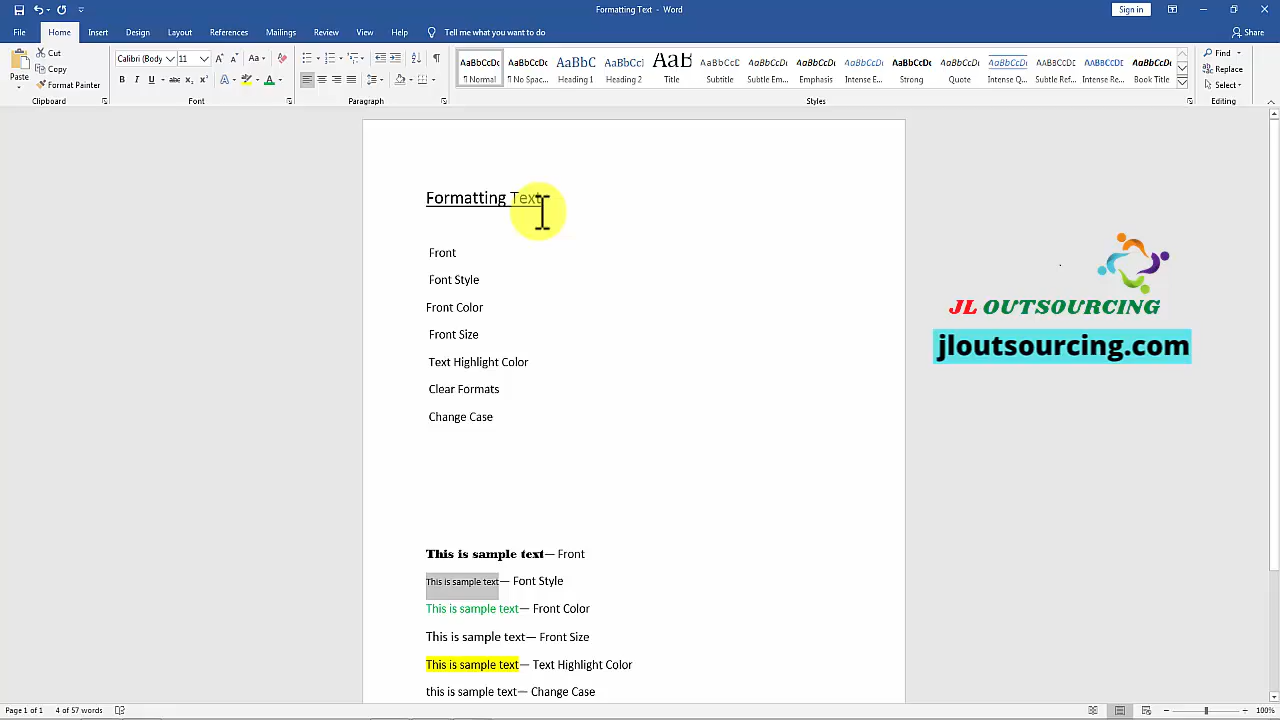 Formatting Text - Word
Sign in
File Home Insert Design Layout References Mailings Review View Help Tell me what you want to do
Share
Paste
Cut
Copy
Format Painter
Clipboard
Calibri (Body 11
Font
Paragraph
AaBbCcDc AaBbCcDc AaBbC AaBbCcC AaB AaBbCcD AaBbCcDi AaBbCcDi AaBbCcDi AaBbCcDc AaBbCcDi AaBbCcDi AABBCCDI AABBCCDI AaBbCcDi
¶ Normal ¶ No Spac... Heading 1 Heading 2 Title Subtitle Subtle Em... Emphasis Intense E... Strong Quote Intense Q... Subtle Ref... Intense Re... Book Title
Styles
Find
Replace
Select
Editing
Formatting Text
Front
Font Style
Front Color
Front Size
Text Highlight Color
Clear Formats
Change Case
JL OUTSOURCING
jloutsourcing.com
This is sample text— Front
This is sample text— Font Style
This is sample text— Front Color
This is sample text— Front Size
This is sample text— Text Highlight Color
this is sample text— Change Case
Page 1 of 1 4 of 57 words
100%